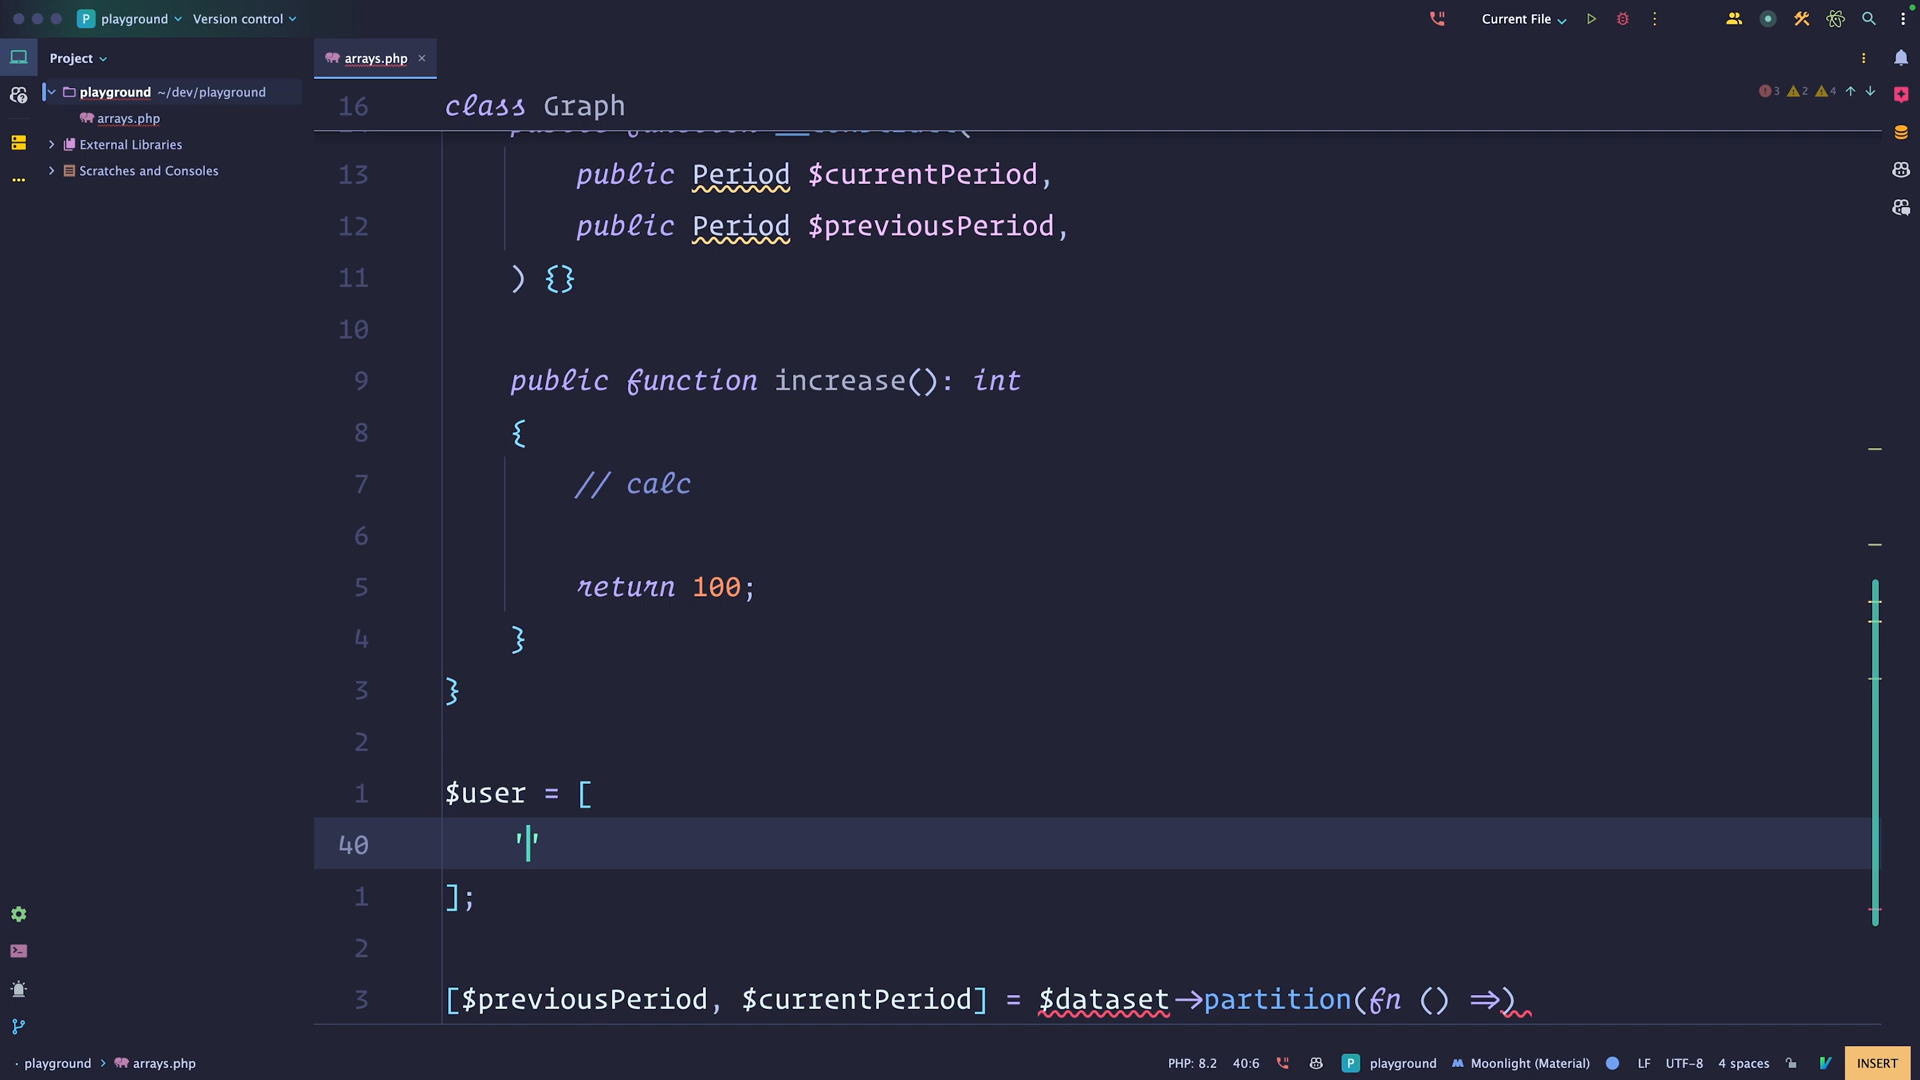 P playground Version control
Current File
Project
arrays.php
playground ~/dev/playground
arrays.php
External Libraries
Scratches and Consoles
3 2 4
16 class Graph
13 public Period $currentPeriod,
12 public Period $previousPeriod,
11 ) {}
10
9 public function increase(): int
8 {
7 // calc
6
5 return 100;
4 }
3 }
2
1 $user = [
40 ''
1 ];
2
3 [$previousPeriod, $currentPeriod] = $dataset->partition(fn () =>)
playground > arrays.php
PHP: 8.2 40:6 P playground Moonlight (Material) LF UTF-8 4 spaces INSERT